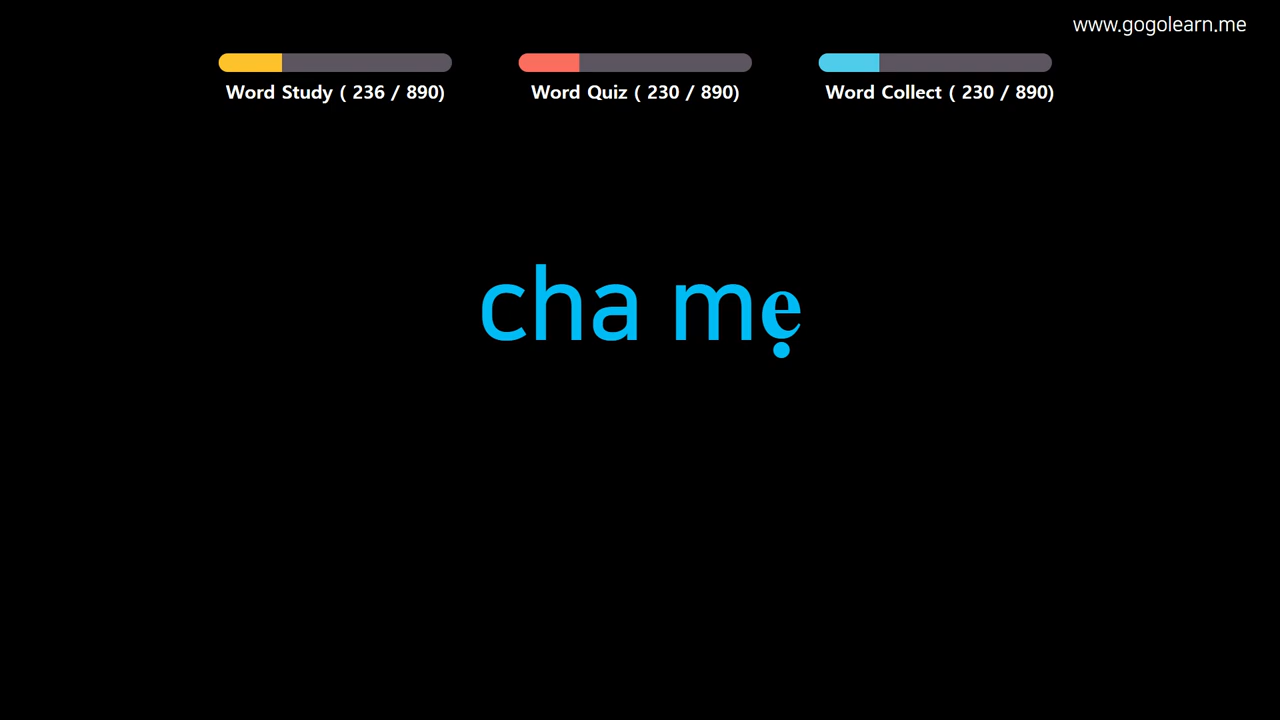 www.gogolearn.me
Word Study ( 236 / 890)
Word Quiz ( 230 / 890)
Word Collect ( 230 / 890)
cha mẹ